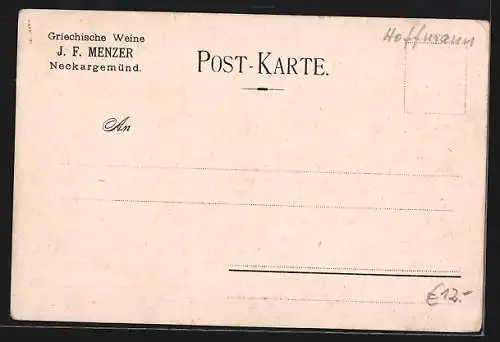 Griechische Weine
J. F. MENZER
Neckargemünd.
POST-KARTE.
Hoffmann
An
€12.-